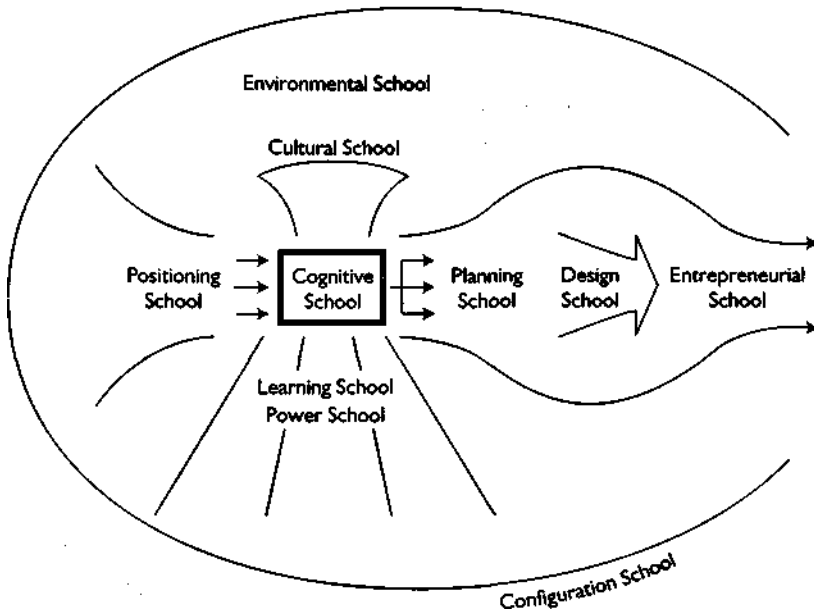 Environmental School
Cultural School
Positioning
School
Cognitive
School
Planning
School
Design
School
Entrepreneurial
School
Learning School
Power School
Configuration School